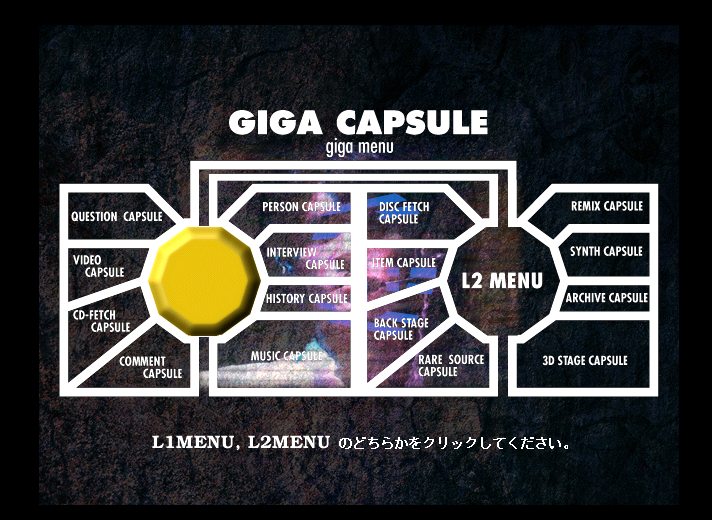 GIGA CAPSULE
giga menu
QUESTION CAPSULE
VIDEO
CAPSULE
CD-FETCH
CAPSULE
COMMENT
CAPSULE
PERSON CAPSULE
INTERVIEW
CAPSULE
HISTORY CAPSULE
MUSIC CAPSULE
DISC FETCH
CAPSULE
ITEM CAPSULE
BACK STAGE
CAPSULE
RARE SOURCE
CAPSULE
L2 MENU
REMIX CAPSULE
SYNTH CAPSULE
ARCHIVE CAPSULE
3D STAGE CAPSULE
L1MENU, L2MENU のどちらかをクリックしてください。